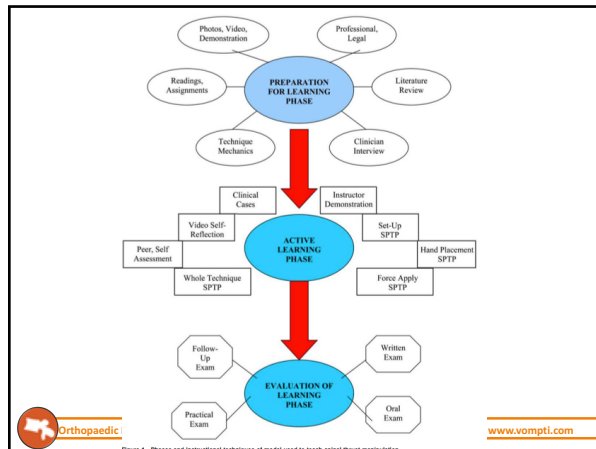 Photos, Video,
Demonstration
Professional,
Legal
Readings,
Assignments
PREPARATION
FOR LEARNING
PHASE
Literature
Review
Technique
Mechanics
Clinician
Interview
Clinical
Cases
Instructor
Demonstration
Video Self-
Reflection
Set-Up
SPTP
Peer, Self
Assessment
ACTIVE
LEARNING
PHASE
Hand Placement
SPTP
Whole Technique
SPTP
Force Apply
SPTP
Follow-
Up
Exam
Written
Exam
EVALUATION OF
LEARNING
PHASE
Practical
Exam
Oral
Exam
Orthopaedic
www.vompti.com